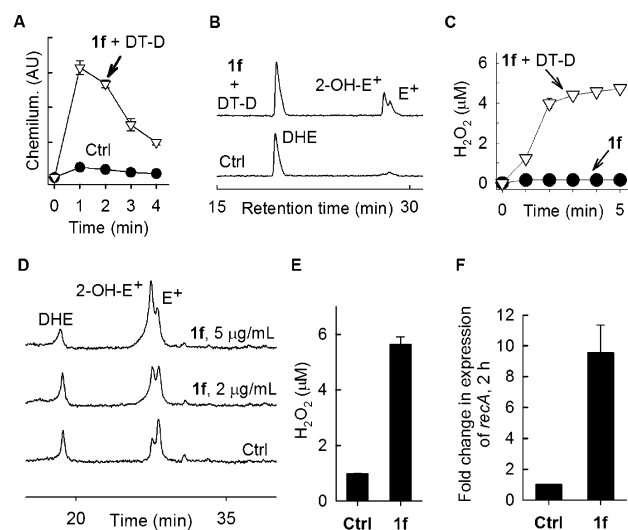 A
1f + DT-D
Chemilum. (AU)
Ctrl
0 1 2 3 4
Time (min)
B
1f
+
DT-D
2-OH-E+
E+
DHE
Ctrl
15 30
Retention time (min)
C
1f + DT-D
H2O2 (μM)
6
4
2
0
1f
0 5
Time (min)
D
2-OH-E+
E+
DHE
1f, 5 μg/mL
1f, 2 μg/mL
Ctrl
20 35
Time (min)
E
H2O2 (μM)
6
4
2
0
Ctrl 1f
F
Fold change in expression
of recA, 2 h
12
10
8
6
4
2
0
Ctrl 1f